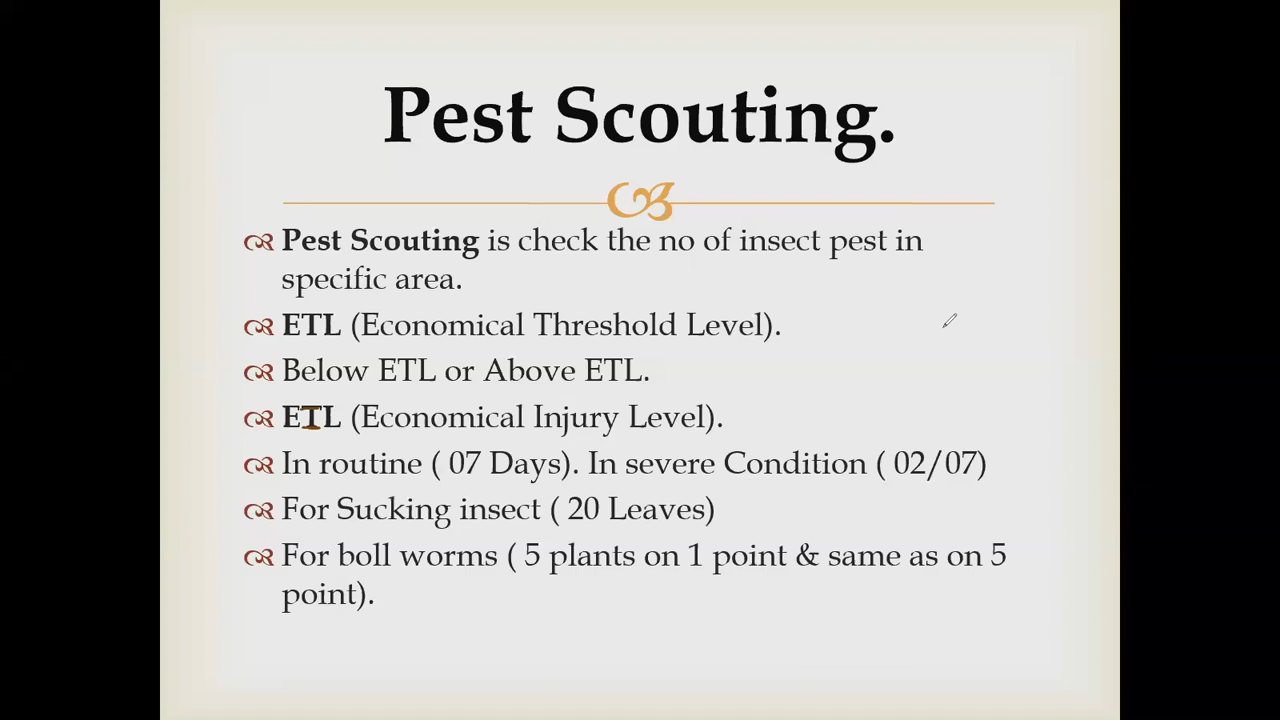 Pest Scouting.
Pest Scouting is check the no of insect pest in
specific area.
ETL (Economical Threshold Level).
Below ETL or Above ETL.
ETL (Economical Injury Level).
In routine ( 07 Days). In severe Condition ( 02/07)
For Sucking insect ( 20 Leaves)
For boll worms ( 5 plants on 1 point & same as on 5
point).